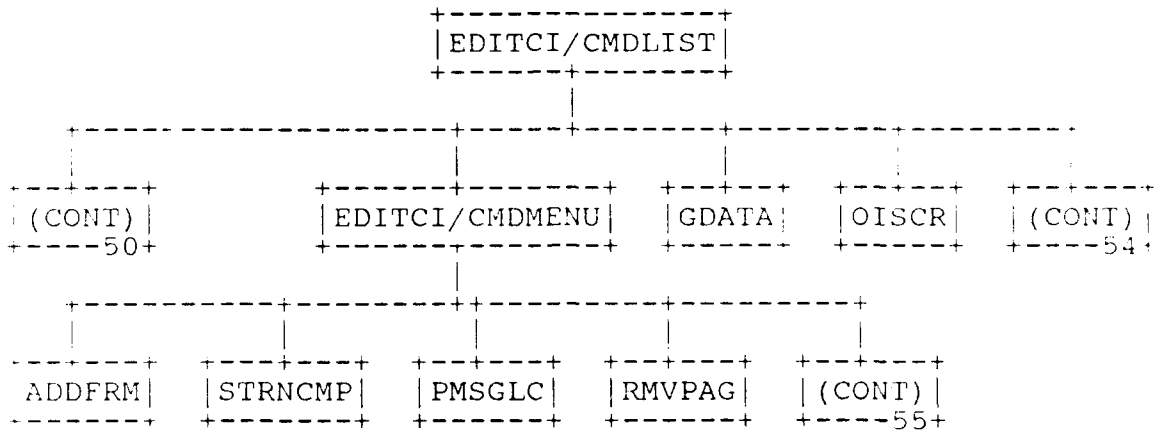 EDITCI/CMDLIST
(CONT) EDITCI/CMDMENU GDATA OISCR (CONT)
50 54
ADDFRM STRNCMP PMSGLC RMVPAG (CONT)
55